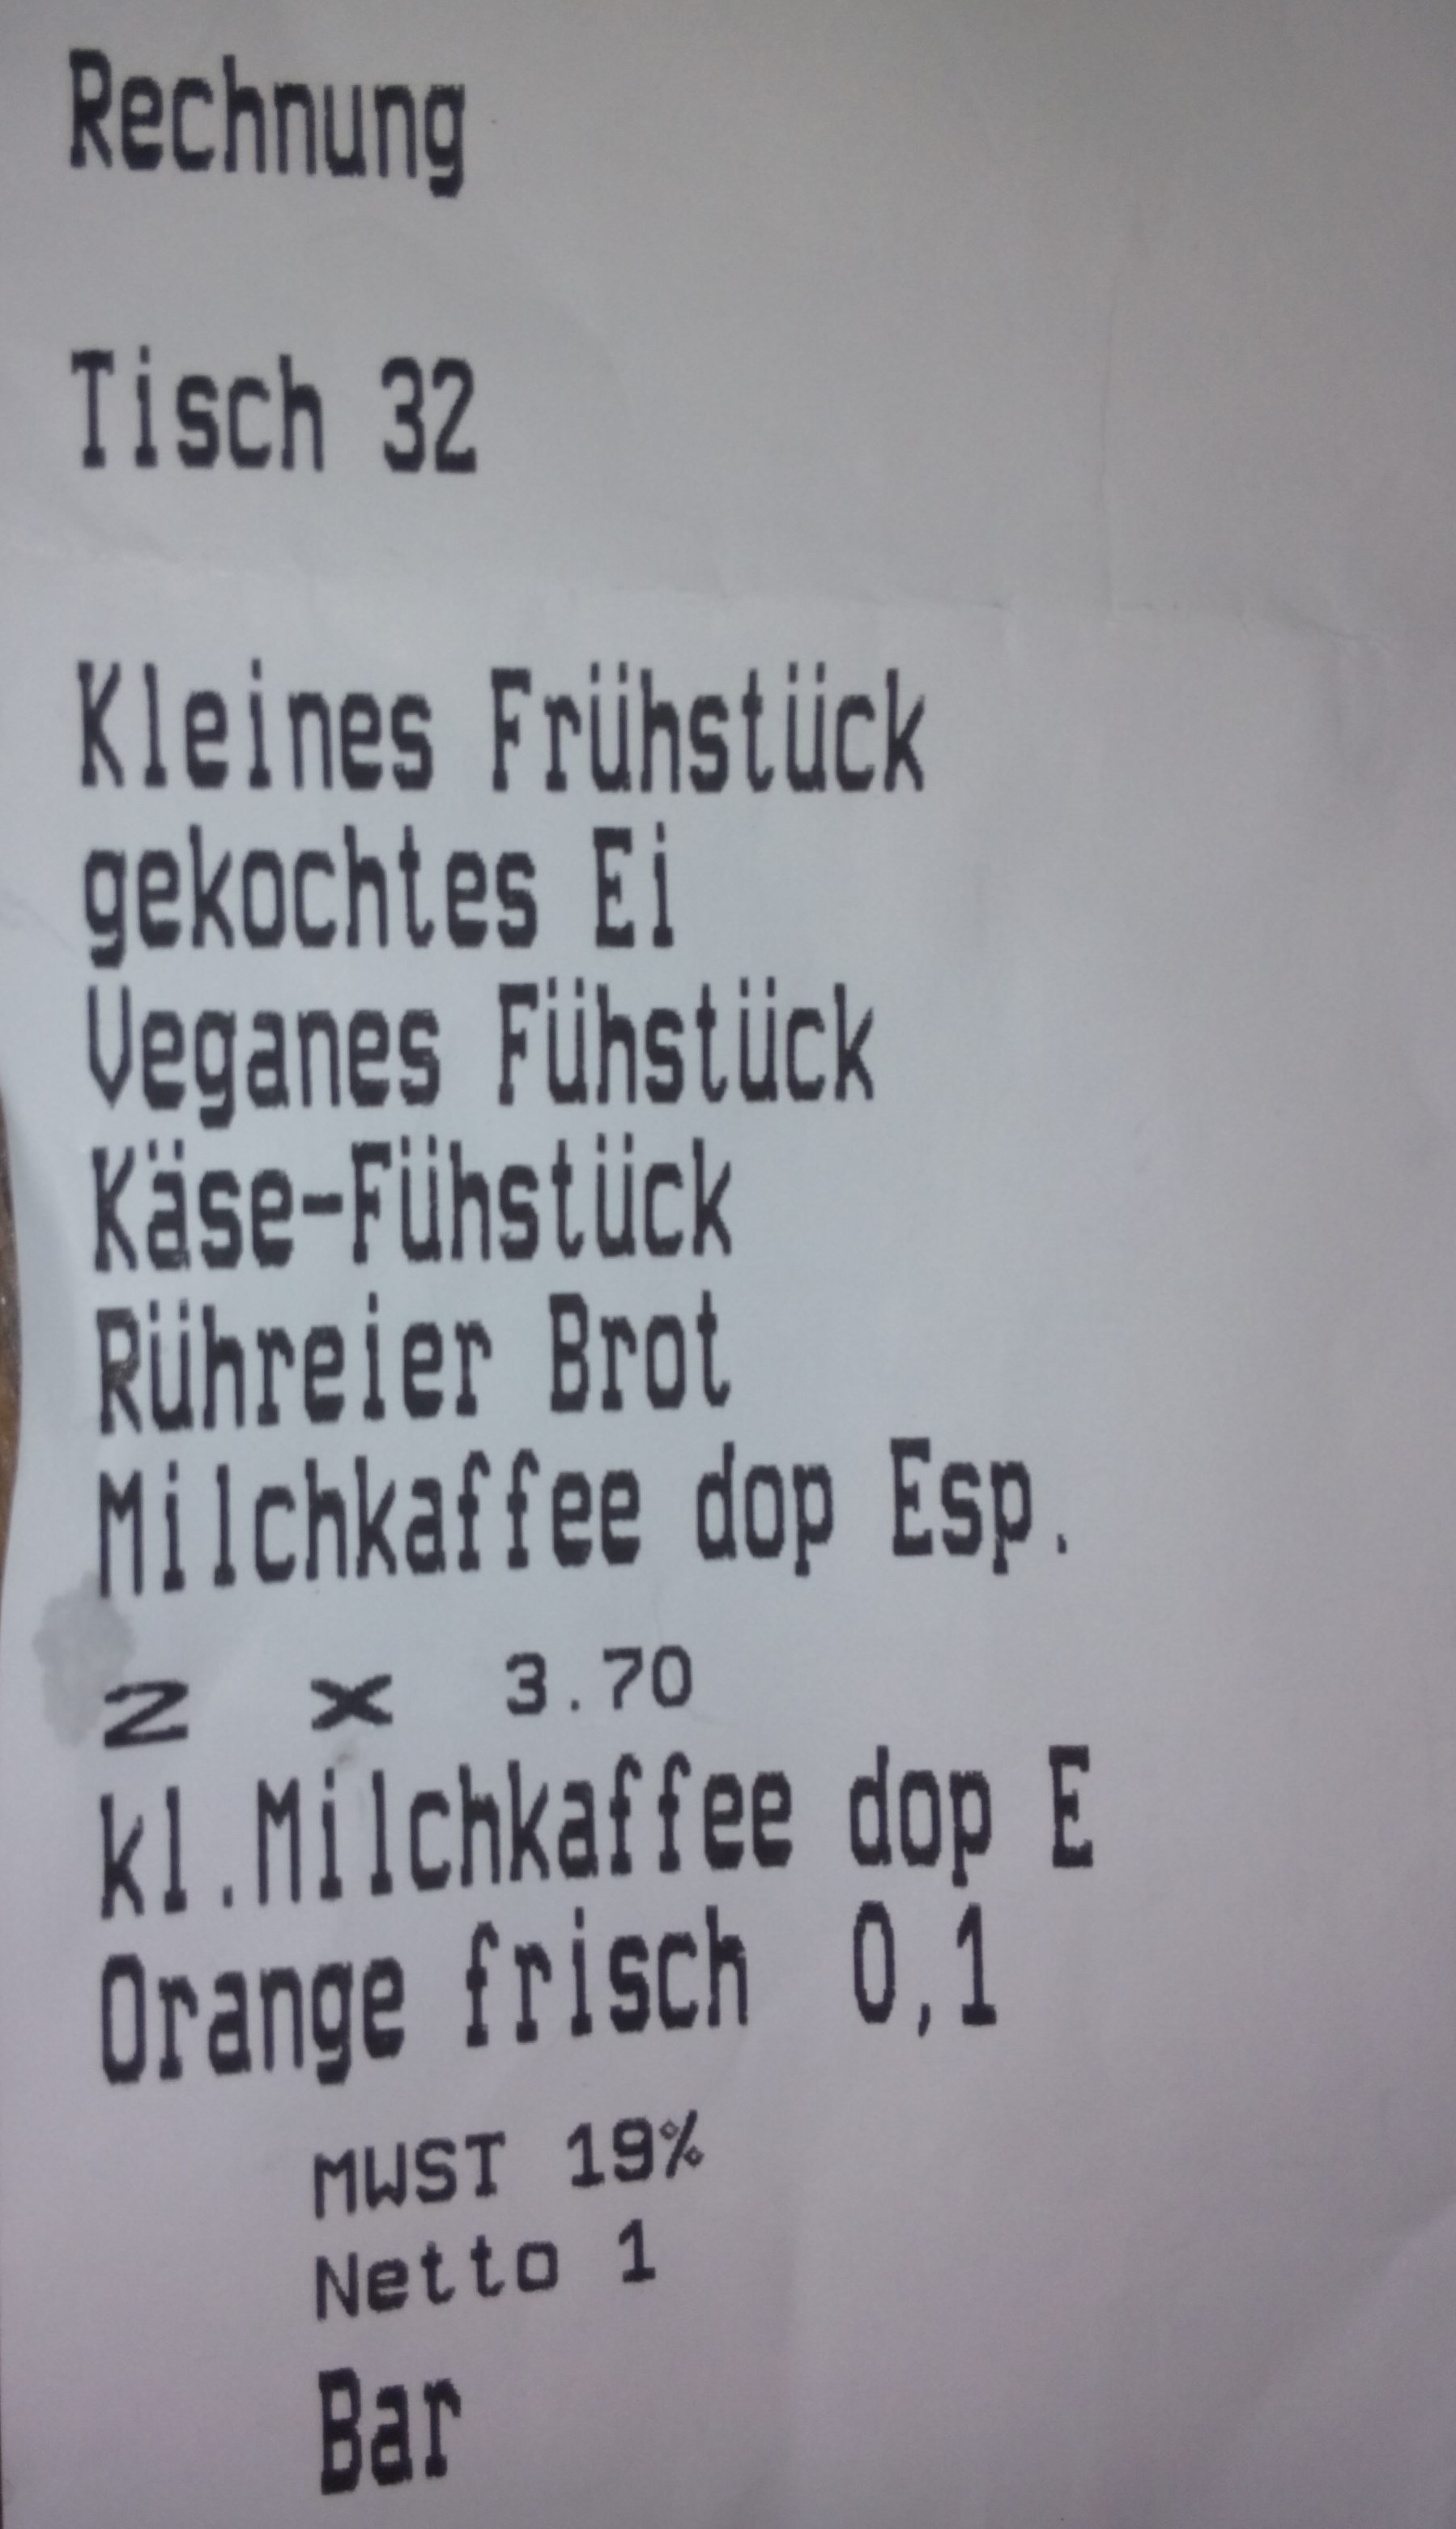 Rechnung
Tisch 32
Kleines Frühstück
gekochtes Ei
Veganes Fühstück
Käse-Fühstück
Rühreier Brot
Milchkaffee dop Esp.
2 x 3.70
kl.Milchkaffee dop E
Orange frisch 0,1
MWST 19%
Netto 1
Bar